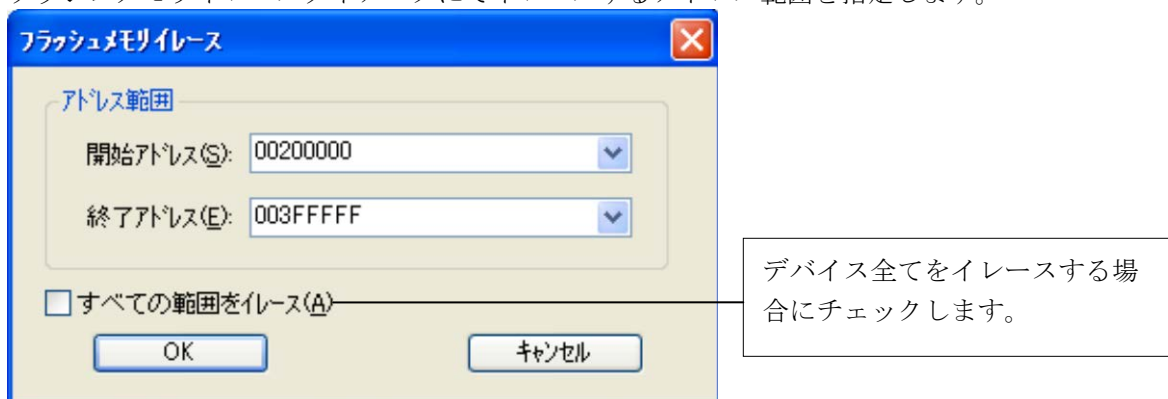 フラッシュメモリイレース
アドレス範囲
開始アドレス(S): 00200000
終了アドレス(E): 003FFFFF
デバイス全てをイレースする場
合にチェックします。
すべての範囲をイレース(A)
OK キャンセル